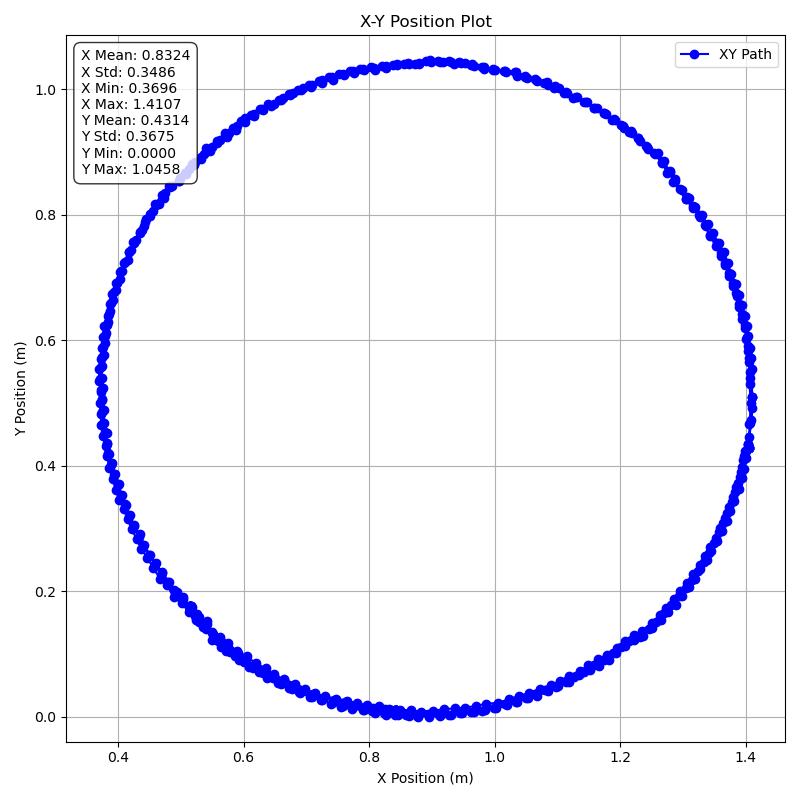 X-Y Position Plot
X Mean: 0.8324
X Std: 0.3486
X Min: 0.3696
X Max: 1.4107
Y Mean: 0.4314
Y Std: 0.3675
Y Min: 0.0000
Y Max: 1.0458
XY Path
Y Position (m)
1.0
0.8
0.6
0.4
0.2
0.0
0.4 0.6 0.8 1.0 1.2 1.4
X Position (m)